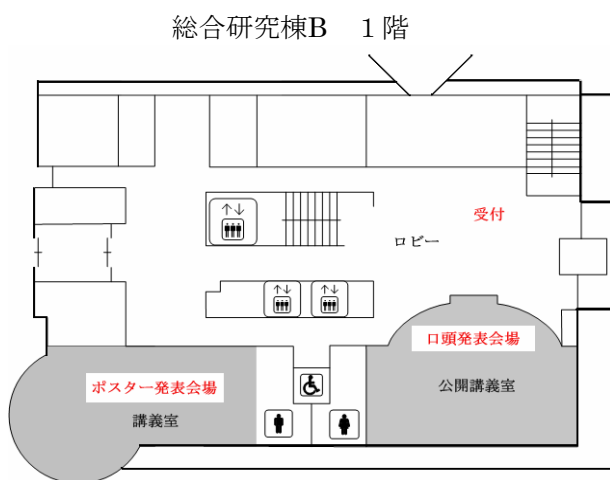 総合研究棟B　1階
受付
ロビー
口頭発表会場
公開講義室
ポスター発表会場
講義室